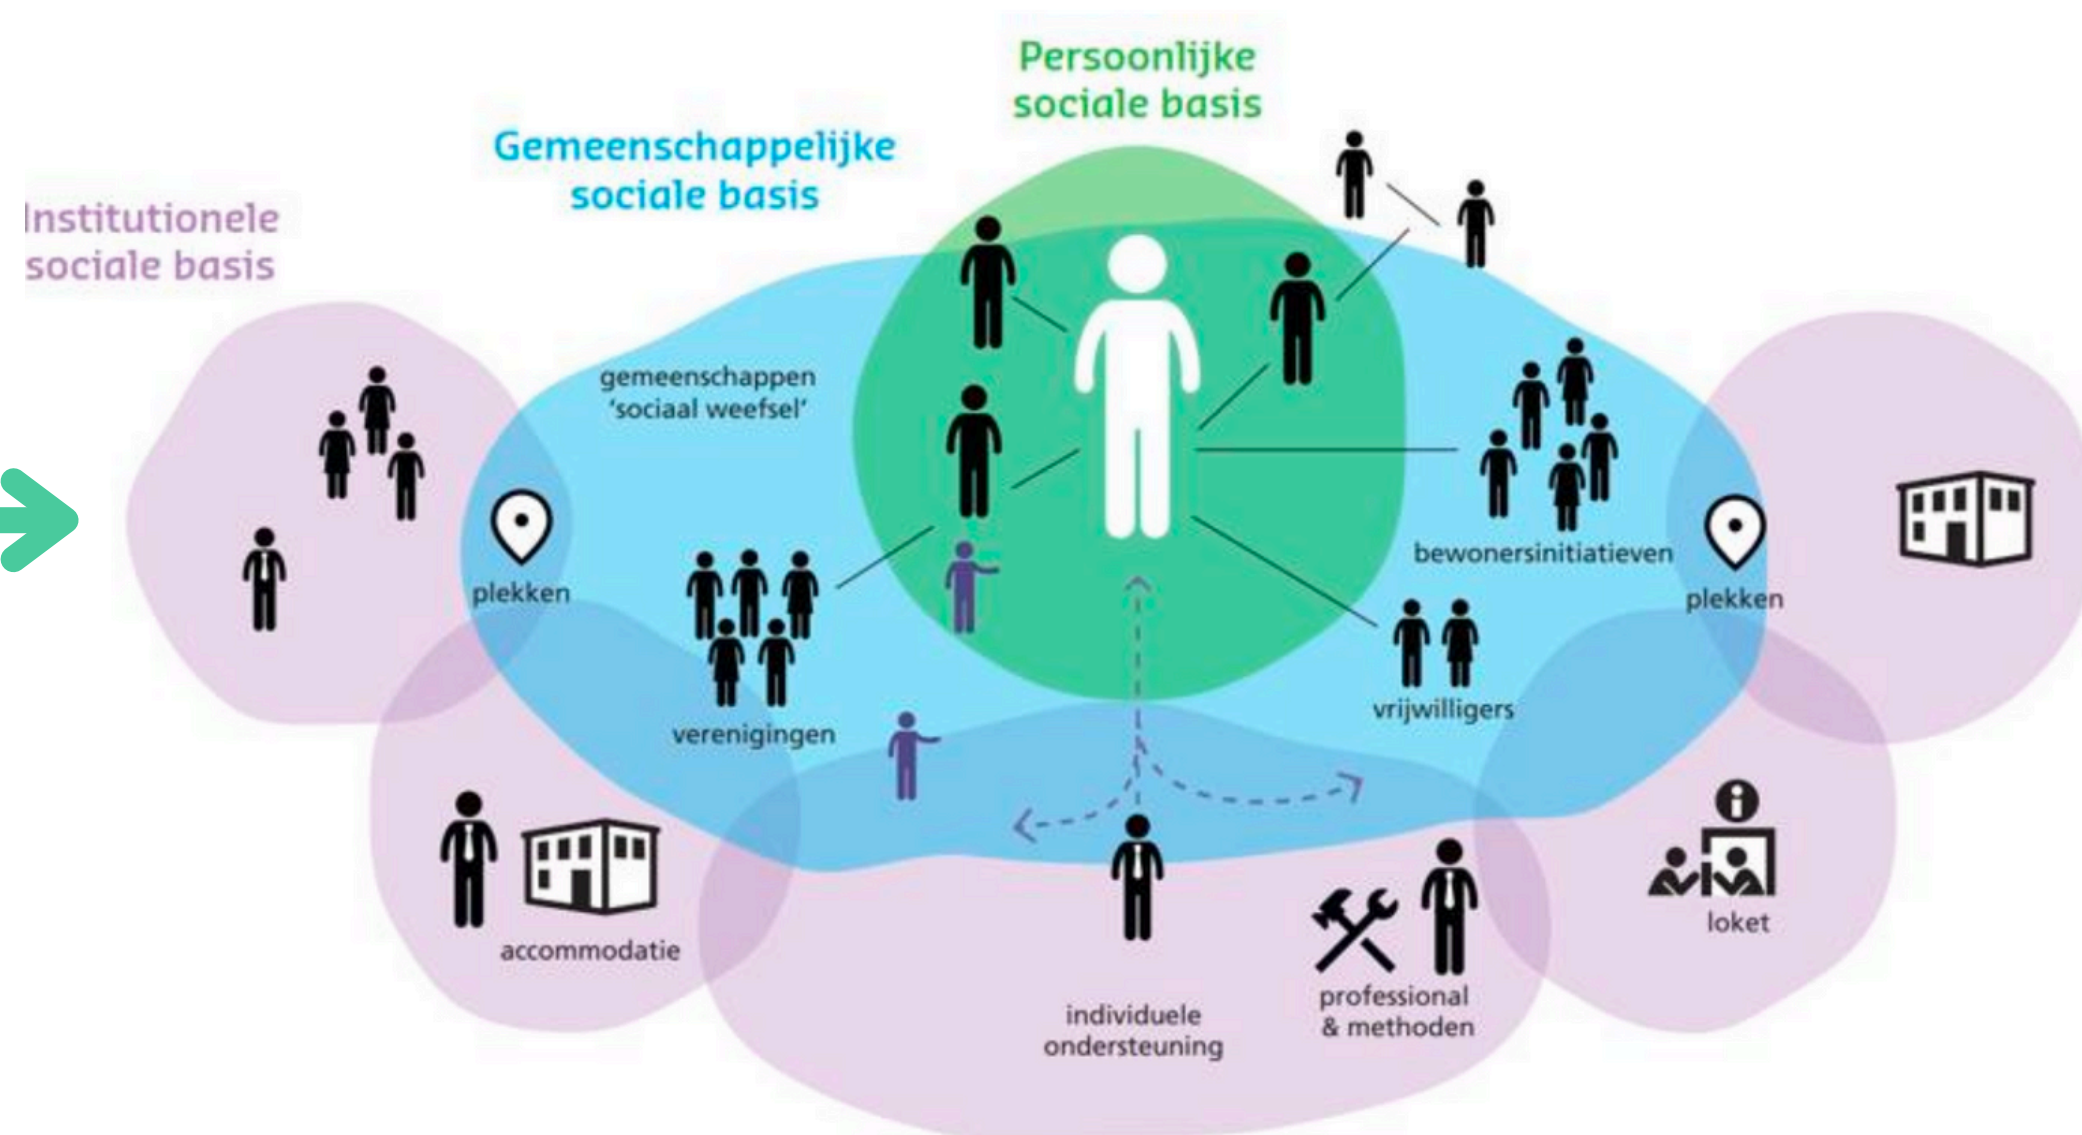 Persoonlijke
sociale basis
Gemeenschappelijke
sociale basis
Institutionele
sociale basis
gemeenschappen
‘sociaal weefsel’
plekken
verenigingen
bewonersinitiatieven
plekken
vrijwilligers
accommodatie
individuele
ondersteuning
professional
& methoden
loket